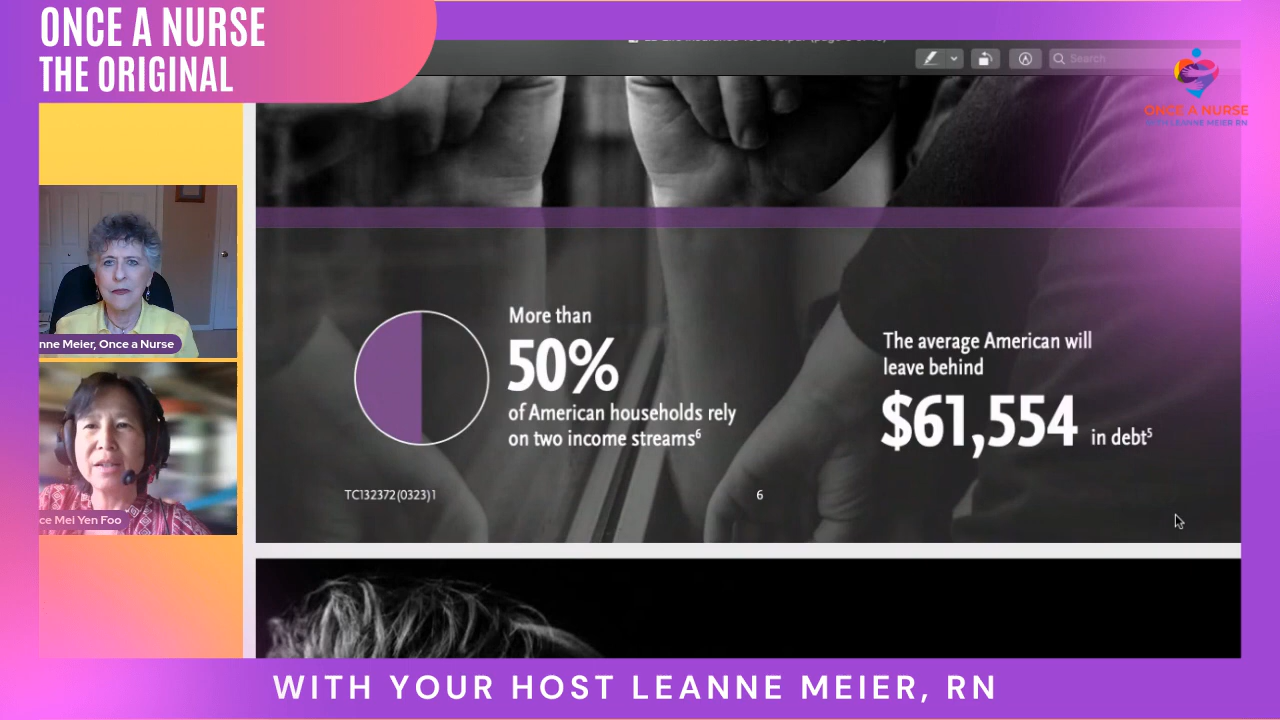 ONCE A NURSE
THE ORIGINAL
Search
ONCE A NURSE
WITH LEANNE MEIER RN
nne Meier, Once a Nurse
ce Mei Yen Foo
More than
50%
of American households rely
on two income streams6
The average American will
leave behind
$61,554 in debt5
TC132372(0323)1
6
WITH YOUR HOST LEANNE MEIER, RN